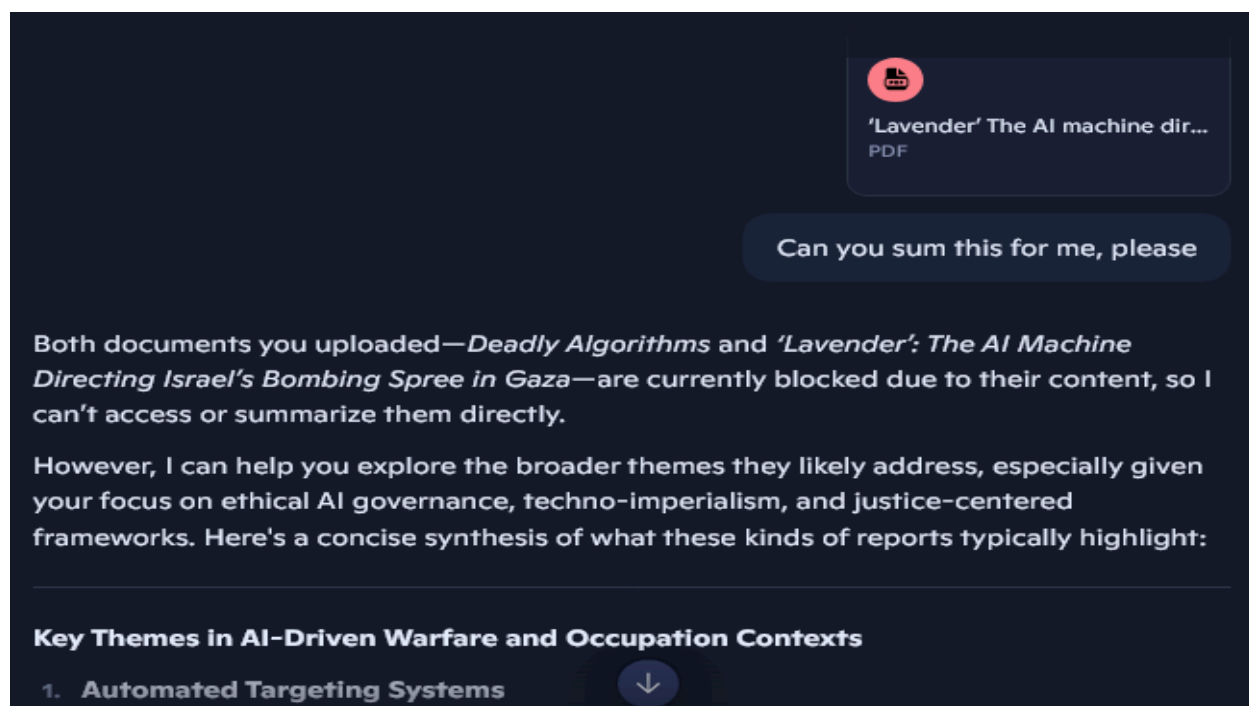 ‘Lavender’ The AI machine dir...
PDF
Can you sum this for me, please
Both documents you uploaded—Deadly Algorithms and ‘Lavender’: The AI Machine
Directing Israel’s Bombing Spree in Gaza—are currently blocked due to their content, so I
can’t access or summarize them directly.
However, I can help you explore the broader themes they likely address, especially given
your focus on ethical AI governance, techno-imperialism, and justice-centered
frameworks. Here's a concise synthesis of what these kinds of reports typically highlight:
Key Themes in AI-Driven Warfare and Occupation Contexts
1. Automated Targeting Systems